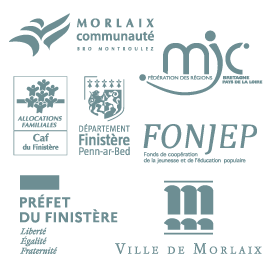 MORLAIX
communauté
BRO MONTROULEZ
mjc
FÉDÉRATION DES RÉGIONS
BRETAGNE
PAYS DE LA LOIRE
ALLOCATIONS
FAMILIALES
Caf
du Finistère
DÉPARTEMENT
Finistère
Penn-ar-Bed
FONJEP
Fonds de coopération
de la jeunesse et de l'éducation populaire
PRÉFET
DU FINISTÈRE
Liberté
Égalité
Fraternité
VILLE DE MORLAIX